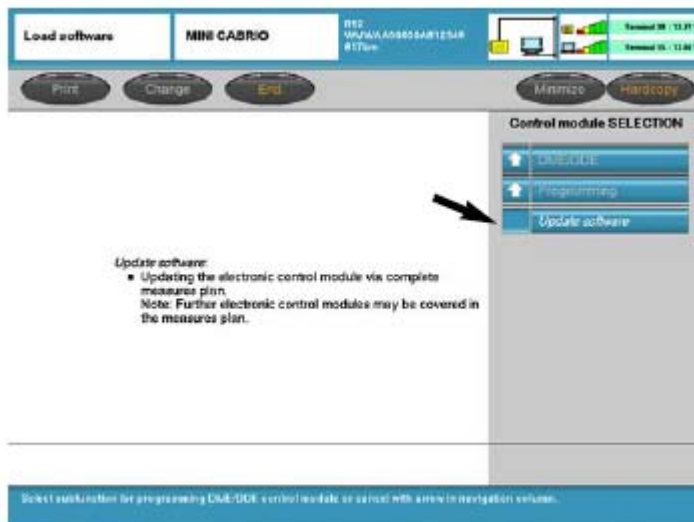 Load software
MINI CABRIO
R52
Print
Change
End
Minimize
Hardcopy
Control module SELECTION
DME/DDE
Programming
Update software
Update software:
Updating the electronic control module via complete
measures plan.
Note: Further electronic control modules may be covered in
the measures plan.
Select subfunction for programming DME/DDE control module or cancel with arrow in navigation column.